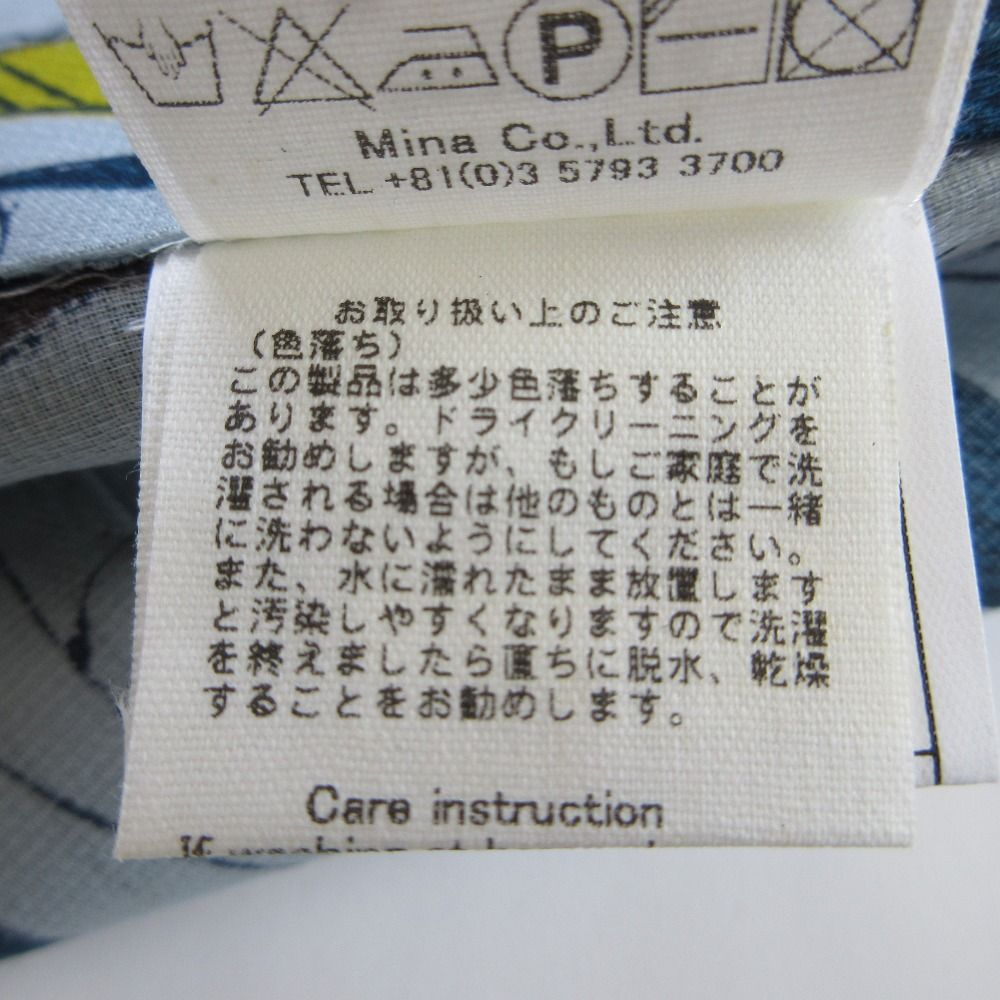 P
Mina Co.,Ltd.
TEL +81(0)3 5793 3700
お取り扱い上のご注意
(色落ち)
この製品は多少色落ちすることが
あります。ドライクリーニングを
お勧めしますが、もしご家庭で洗
濯される場合は他のものとは一緒
に洗わないようにしてください。
また、水に濡れたまま放置します
と汚染しやすくなりますので洗濯
を終えましたら直ちに脱水、乾燥
することをお勧めします。
Care instruction
If washing at